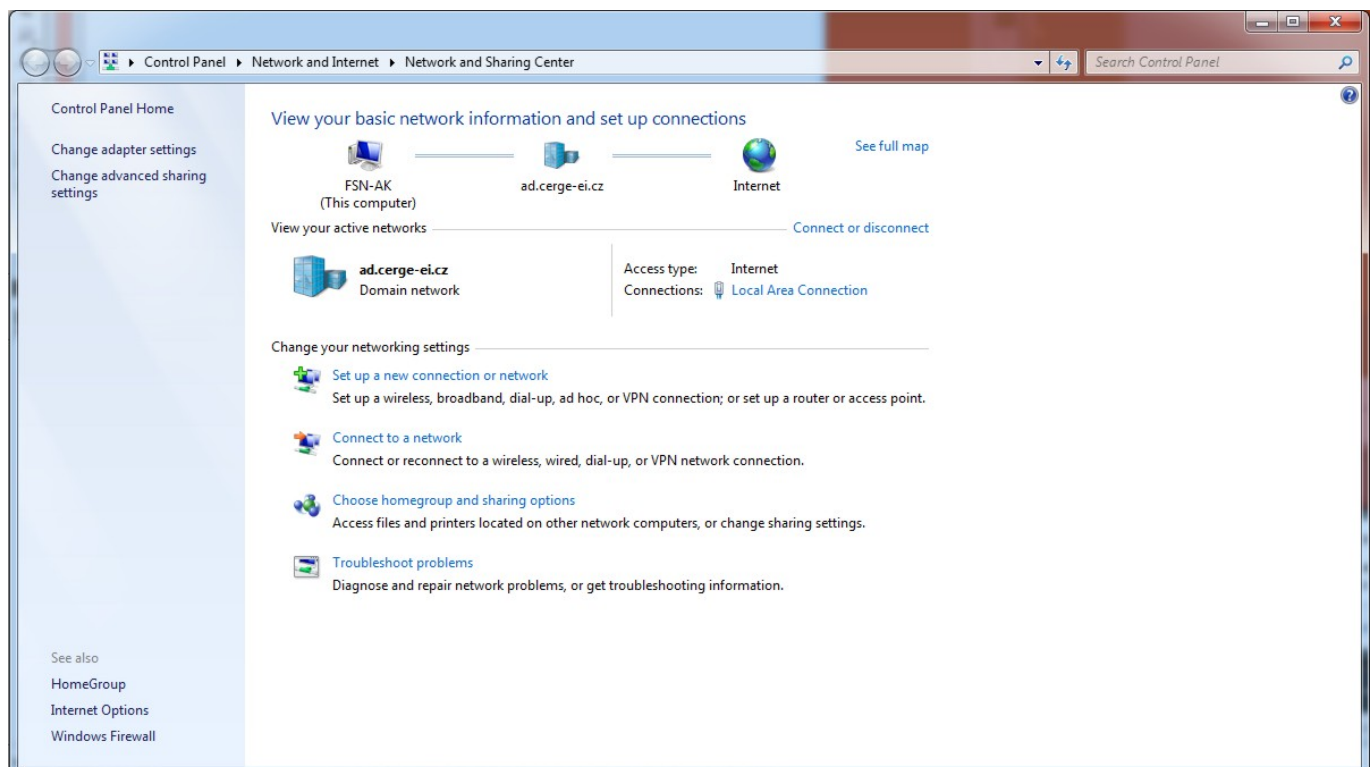 Control Panel ▸ Network and Internet ▸ Network and Sharing Center
Search Control Panel
Control Panel Home
Change adapter settings
Change advanced sharing
settings
View your basic network information and set up connections
See full map
FSN-AK
(This computer)
ad.cerge-ei.cz
Internet
View your active networks
Connect or disconnect
ad.cerge-ei.cz
Domain network
Access type: Internet
Connections: Local Area Connection
Change your networking settings
Set up a new connection or network
Set up a wireless, broadband, dial-up, ad hoc, or VPN connection; or set up a router or access point.
Connect to a network
Connect or reconnect to a wireless, wired, dial-up, or VPN network connection.
Choose homegroup and sharing options
Access files and printers located on other network computers, or change sharing settings.
Troubleshoot problems
Diagnose and repair network problems, or get troubleshooting information.
See also
HomeGroup
Internet Options
Windows Firewall